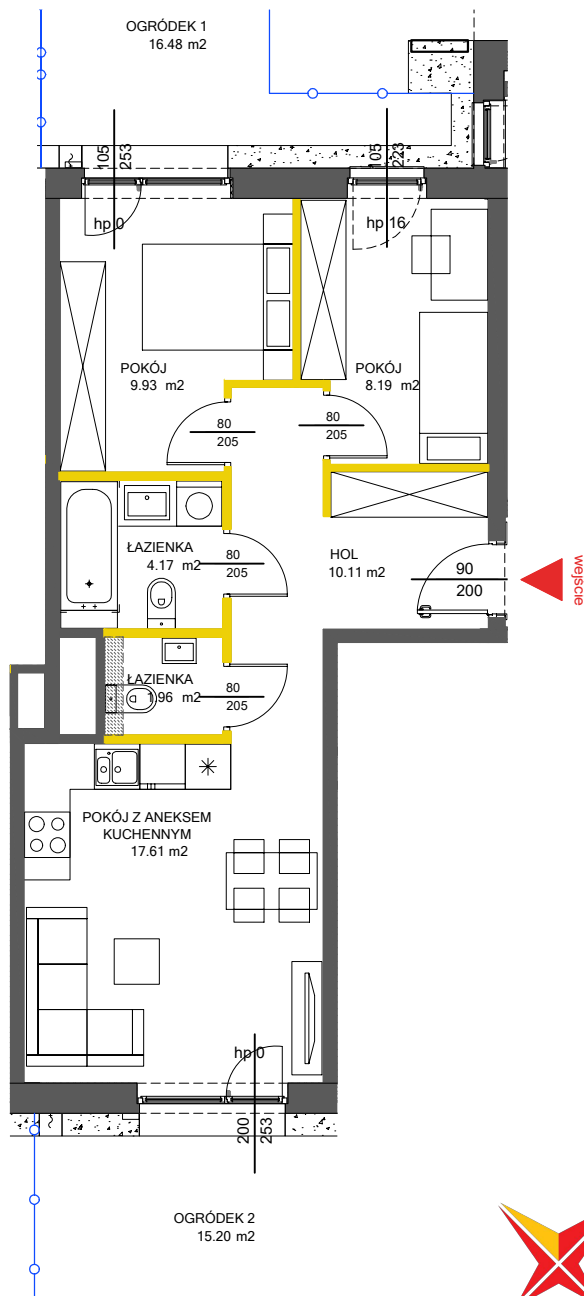 OGRÓDEK 1
16.48 m2
105
253
105
223
hp 0
hp 16
POKÓJ
9.93 m2
POKÓJ
8.19 m2
80
205
80
205
ŁAZIENKA
4.17 m2
80
205
HOL
10.11 m2
90
200
wejście
ŁAZIENKA
1.96 m2
80
205
POKÓJ Z ANEKSEM
KUCHENNYM
17.61 m2
hp 0
200
253
OGRÓDEK 2
15.20 m2